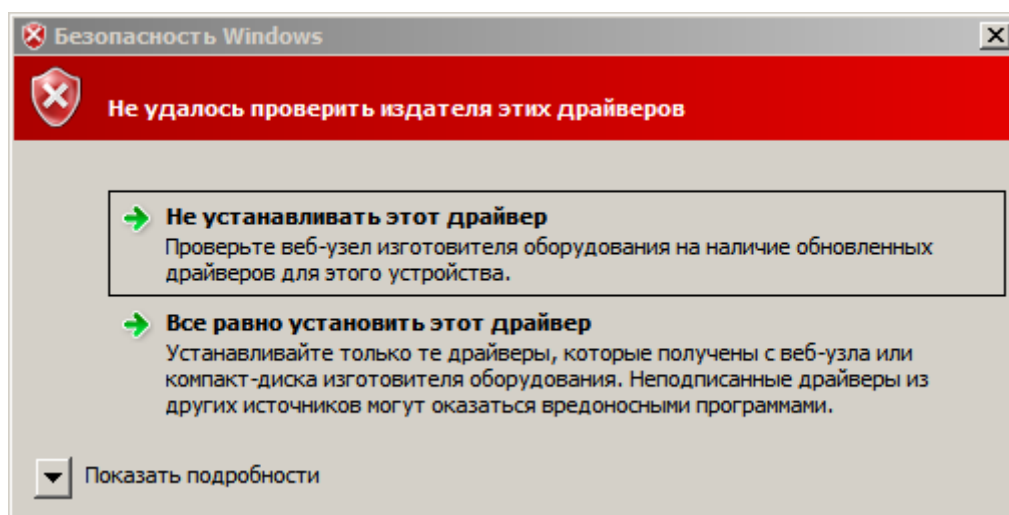 Безопасность Windows
Не удалось проверить издателя этих драйверов
Не устанавливать этот драйвер
Проверьте веб-узел изготовителя оборудования на наличие обновленных
драйверов для этого устройства.
Все равно установить этот драйвер
Устанавливайте только те драйверы, которые получены с веб-узла или
компакт-диска изготовителя оборудования. Неподписанные драйверы из
других источников могут оказаться вредоносными программами.
Показать подробности